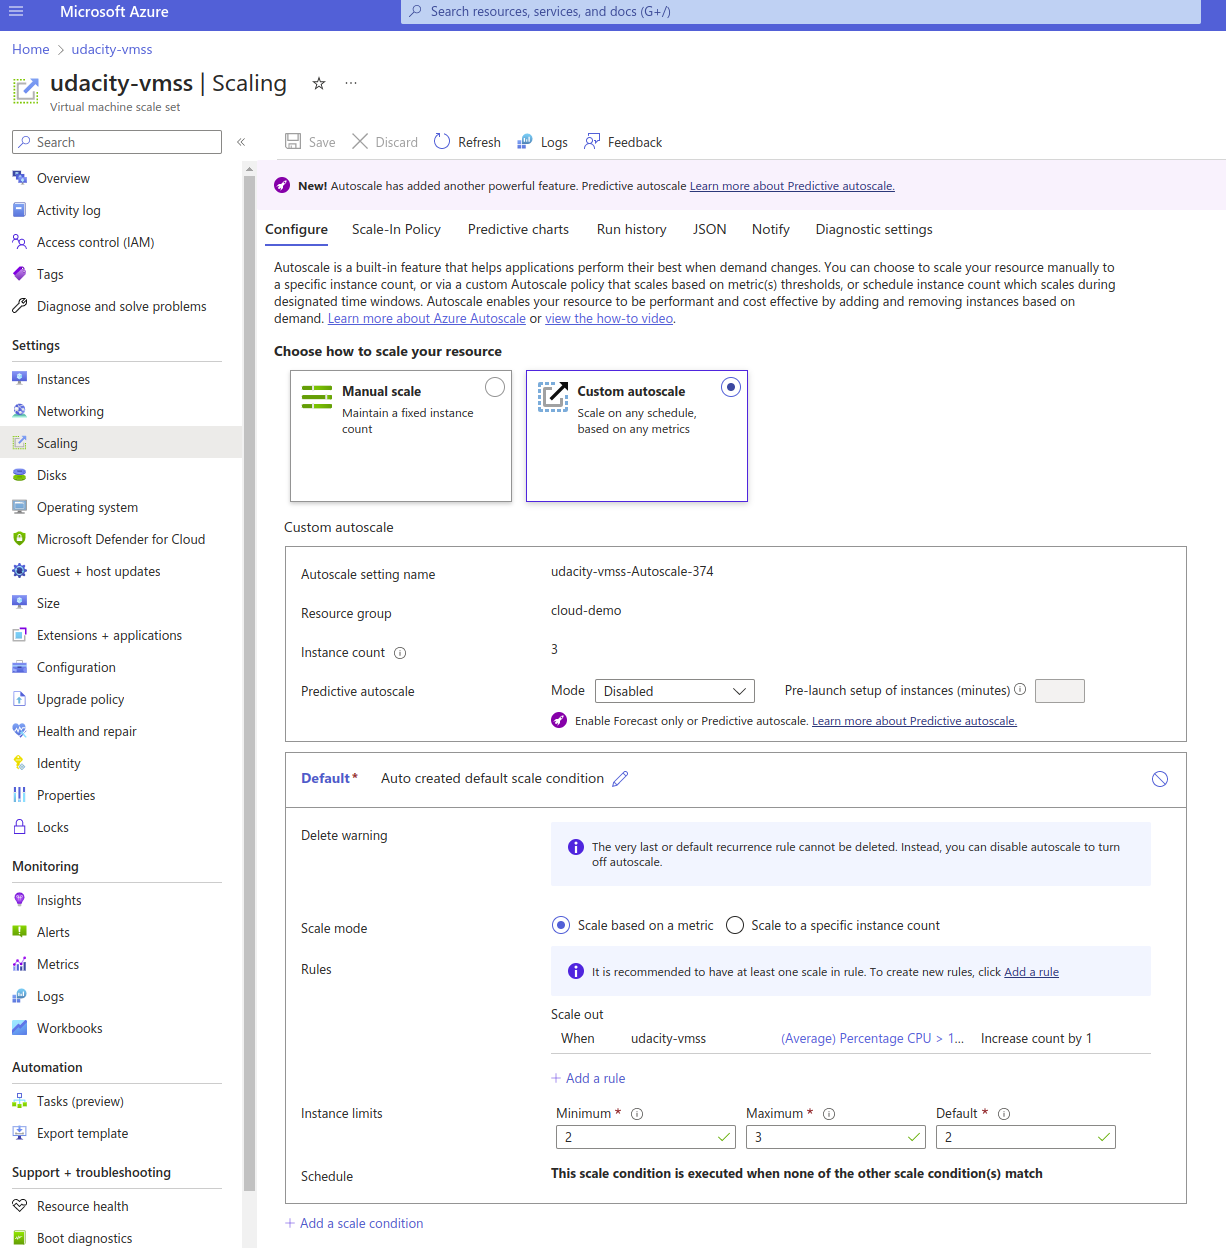 Microsoft Azure
Search resources, services, and docs (G+/)
Home > udacity-vmss
udacity-vmss | Scaling
Virtual machine scale set
Search
Overview
Activity log
Access control (IAM)
Tags
Diagnose and solve problems
Settings
Instances
Networking
Scaling
Disks
Operating system
Microsoft Defender for Cloud
Guest + host updates
Size
Extensions + applications
Configuration
Upgrade policy
Health and repair
Identity
Properties
Locks
Monitoring
Insights
Alerts
Metrics
Logs
Workbooks
Automation
Tasks (preview)
Export template
Support + troubleshooting
Resource health
Boot diagnostics
Save Discard Refresh Logs Feedback
New! Autoscale has added another powerful feature. Predictive autoscale Learn more about Predictive autoscale.
Configure Scale-In Policy Predictive charts Run history JSON Notify Diagnostic settings
Autoscale is a built-in feature that helps applications perform their best when demand changes. You can choose to scale your resource manually to
a specific instance count, or via a custom Autoscale policy that scales based on metric(s) thresholds, or schedule instance count which scales during
designated time windows. Autoscale enables your resource to be performant and cost effective by adding and removing instances based on
demand. Learn more about Azure Autoscale or view the how-to video.
Choose how to scale your resource
Manual scale
Maintain a fixed instance
count
Custom autoscale
Scale on any schedule,
based on any metrics
Custom autoscale
Autoscale setting name udacity-vmss-Autoscale-374
Resource group cloud-demo
Instance count 3
Predictive autoscale Mode Disabled Pre-launch setup of instances (minutes)
Enable Forecast only or Predictive autoscale. Learn more about Predictive autoscale.
Default* Auto created default scale condition
Delete warning
The very last or default recurrence rule cannot be deleted. Instead, you can disable autoscale to turn
off autoscale.
Scale mode Scale based on a metric Scale to a specific instance count
Rules It is recommended to have at least one scale in rule. To create new rules, click Add a rule
Scale out
When udacity-vmss (Average) Percentage CPU > 1... Increase count by 1
+ Add a rule
Instance limits Minimum * Maximum * Default *
2 3 2
Schedule This scale condition is executed when none of the other scale condition(s) match
+ Add a scale condition